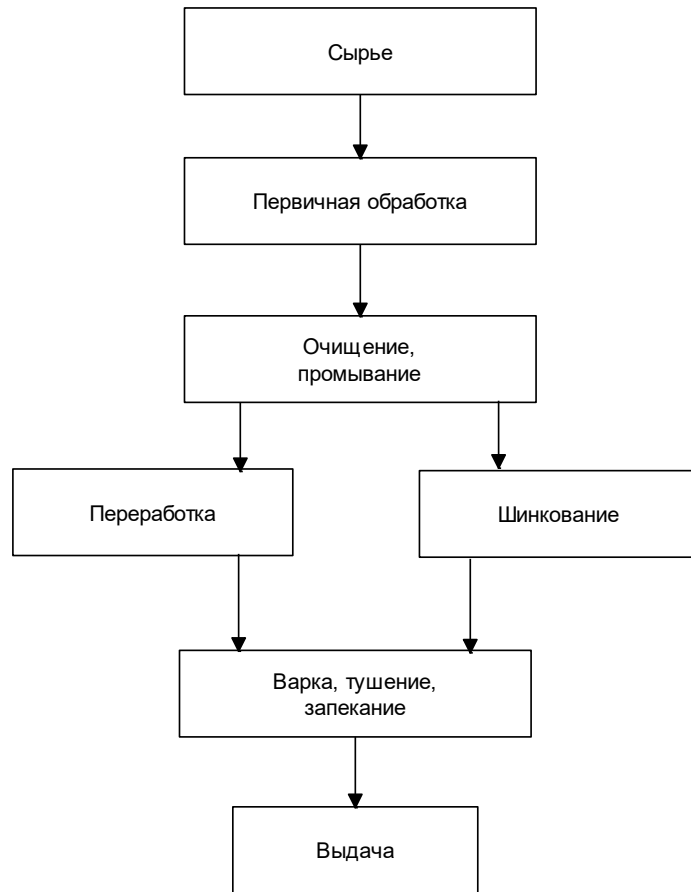 Сырье
Первичная обработка
Очищение,
промывание
Переработка
Шинкование
Варка, тушение,
запекание
Выдача